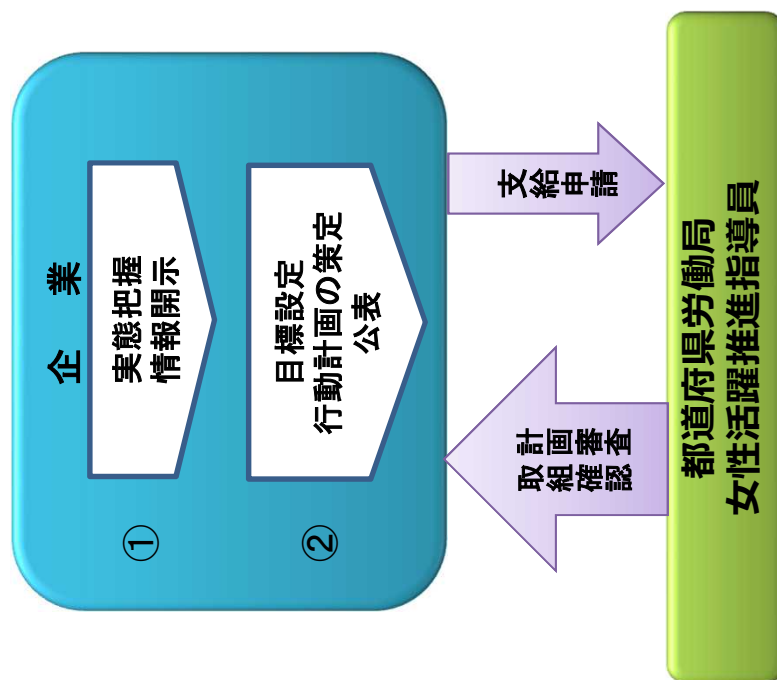 企　業
①
実態把握
情報開示
②
目標設定
行動計画の策定
公表
支給申請
計画審査
取組確認
都道府県労働局
女性活躍推進指導員